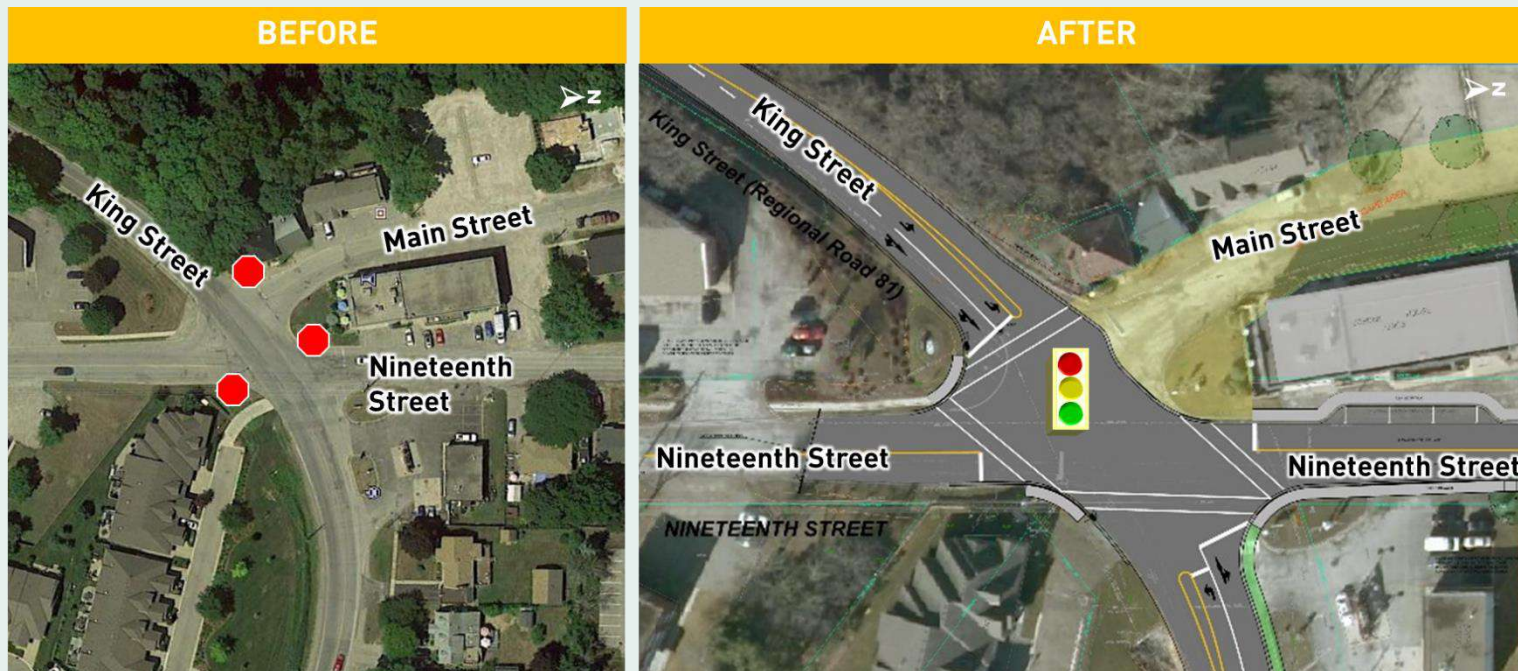 BEFORE
N
King Street
Main Street
Nineteenth
Street
AFTER
N
King Street
King Street (Regional Road 81)
Main Street
Nineteenth Street
Nineteenth Street
NINETEENTH STREET